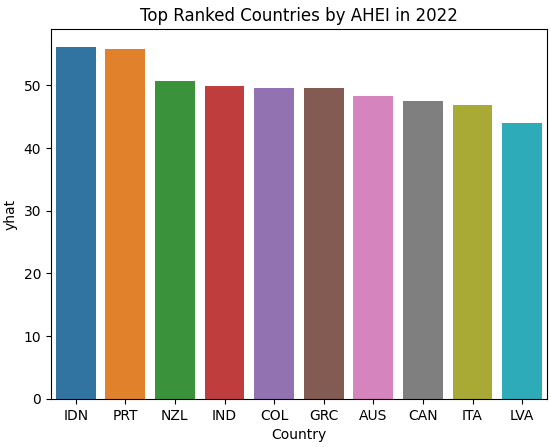 Top Ranked Countries by AHEI in 2022
yhat
50
40
30
20
10
0
IDN PRT NZL IND COL GRC AUS CAN ITA LVA
Country